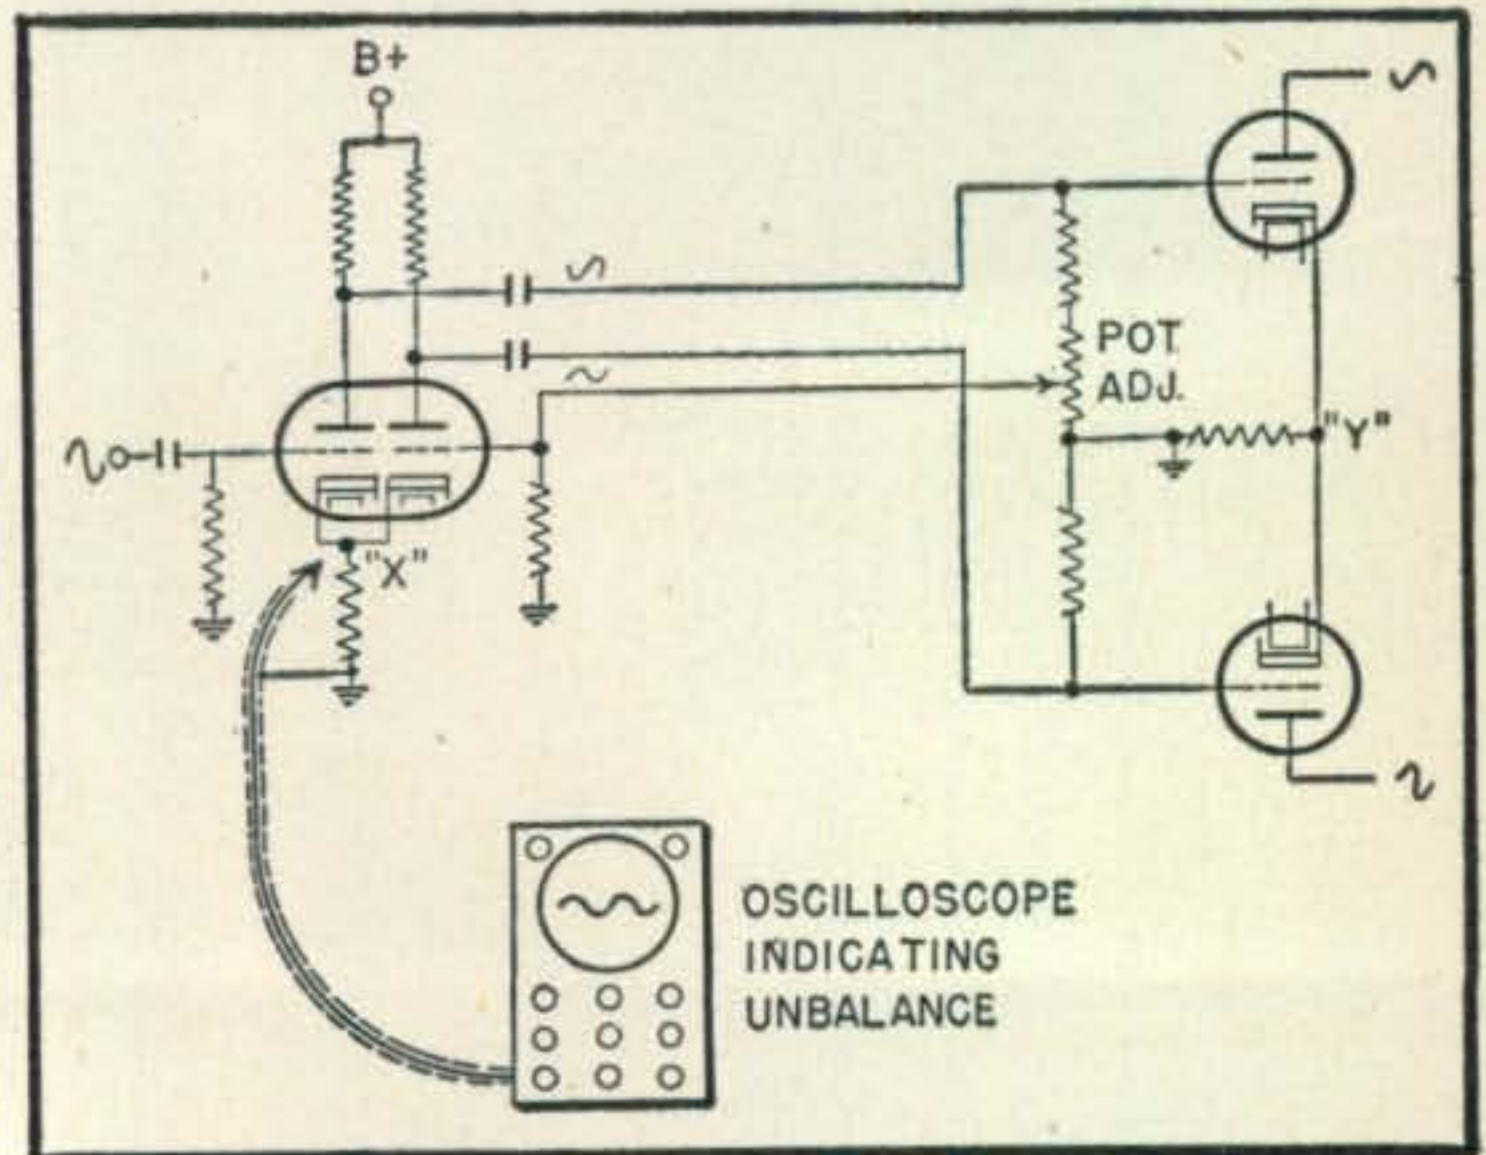 B+
POT.
ADJ.
"Y"
"X"
OSCILLOSCOPE
INDICATING
UNBALANCE